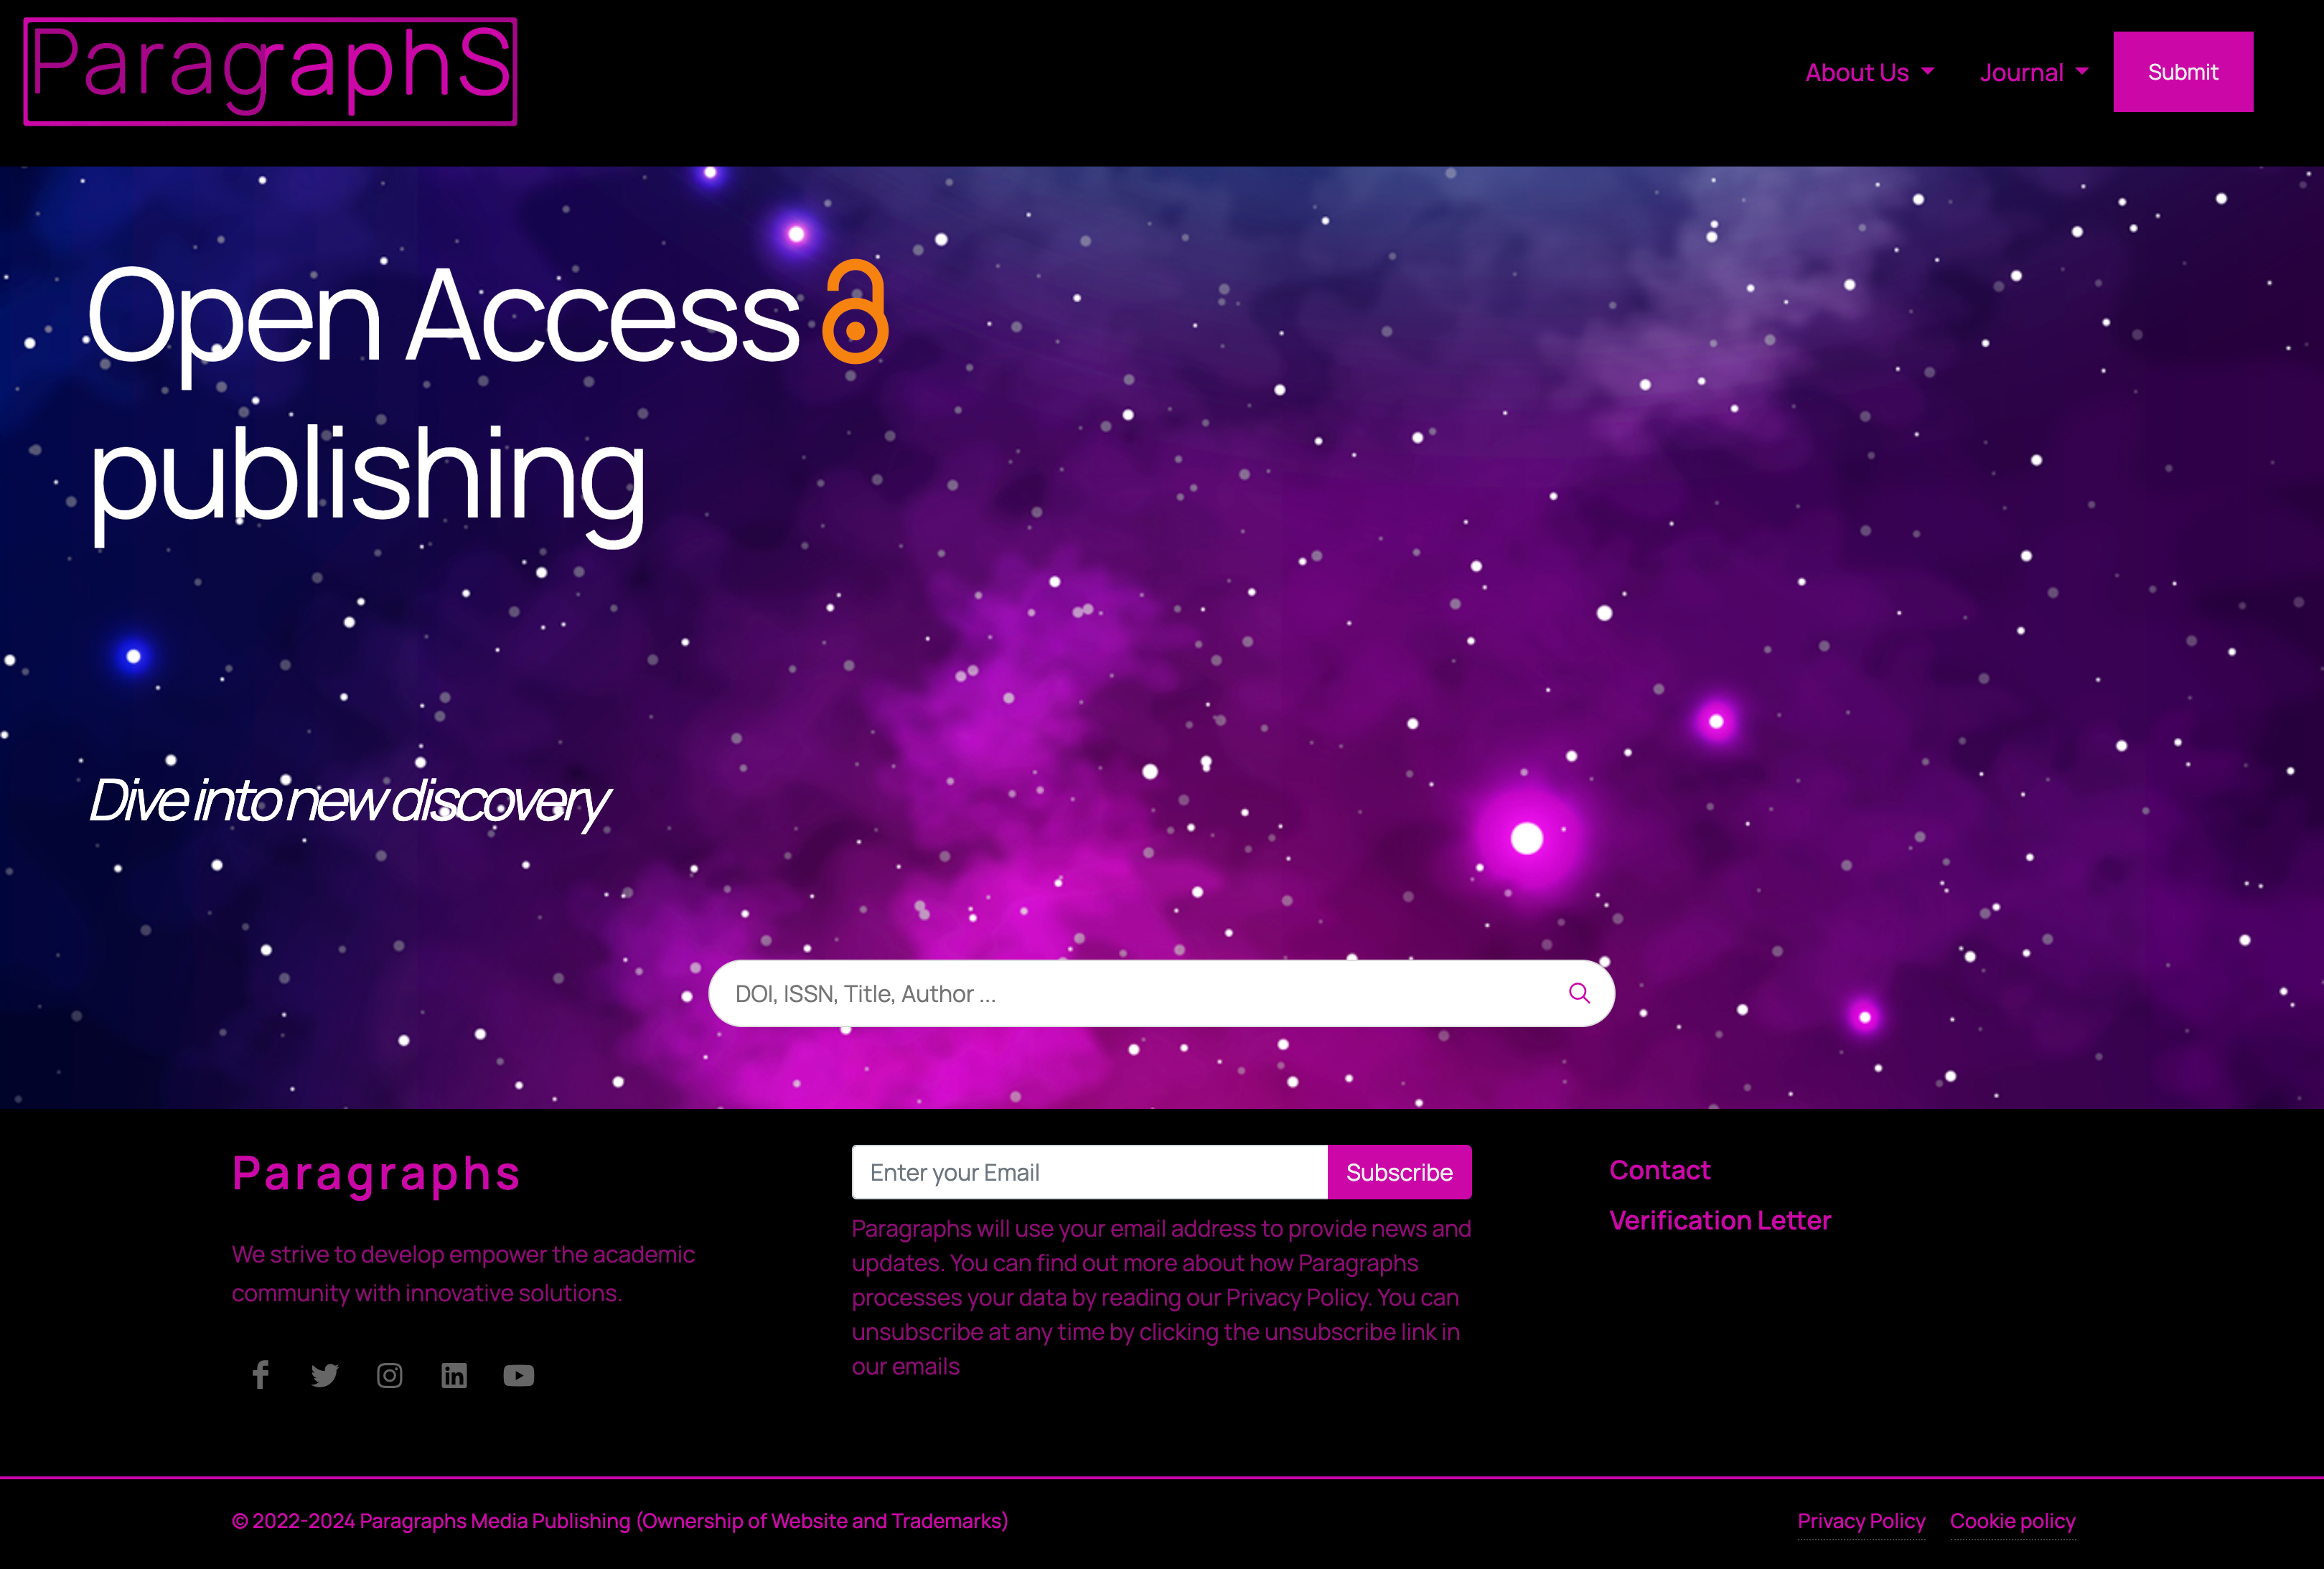 ParagraphS
About Us
Journal
Submit
Open Access
publishing
Dive into new discovery
DOI, ISSN, Title, Author ...
Paragraphs
We strive to develop empower the academic
community with innovative solutions.
Enter your Email
Subscribe
Paragraphs will use your email address to provide news and
updates. You can find out more about how Paragraphs
processes your data by reading our Privacy Policy. You can
unsubscribe at any time by clicking the unsubscribe link in
our emails
Contact
Verification Letter
© 2022-2024 Paragraphs Media Publishing (Ownership of Website and Trademarks)
Privacy Policy
Cookie policy